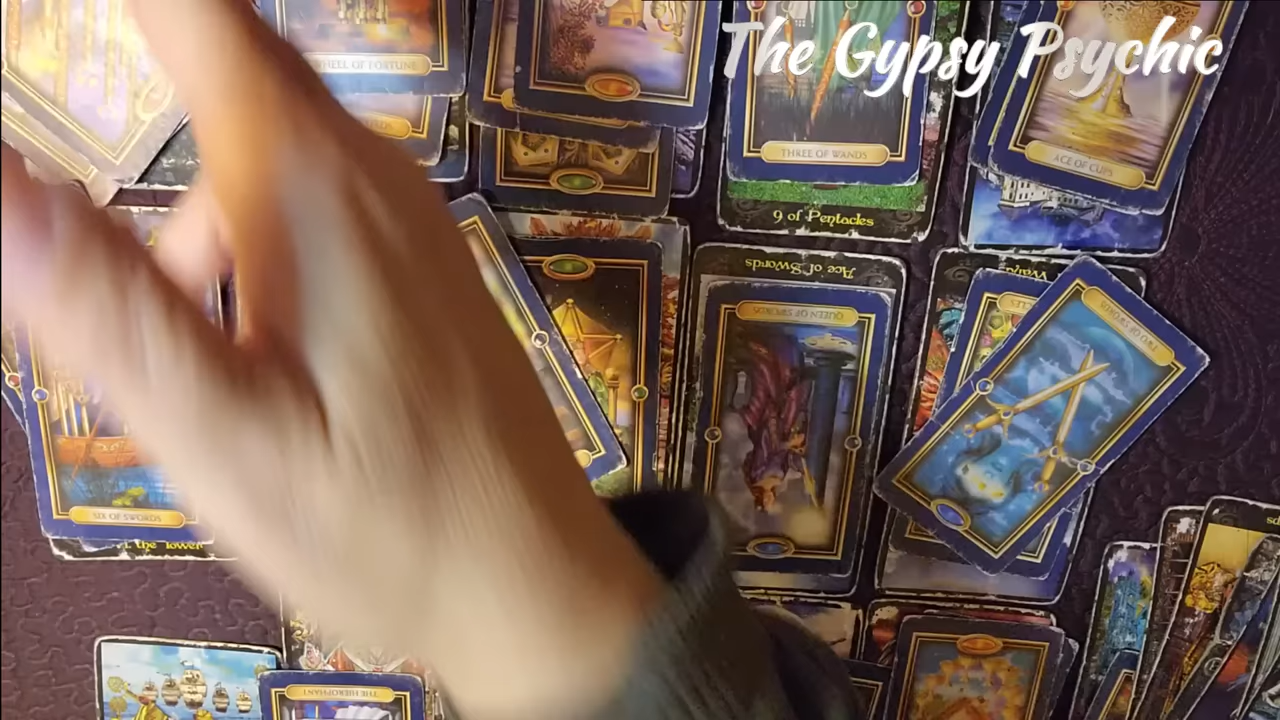 The Gypsy Psychic
WHEEL OF FORTUNE
THREE OF WANDS
ACE OF CUPS
9 of Pentacles
Ace of Swords
QUEEN OF SWORDS
TWO OF SWORDS
SIX OF SWORDS
the Tower
THE HIEROPHANT